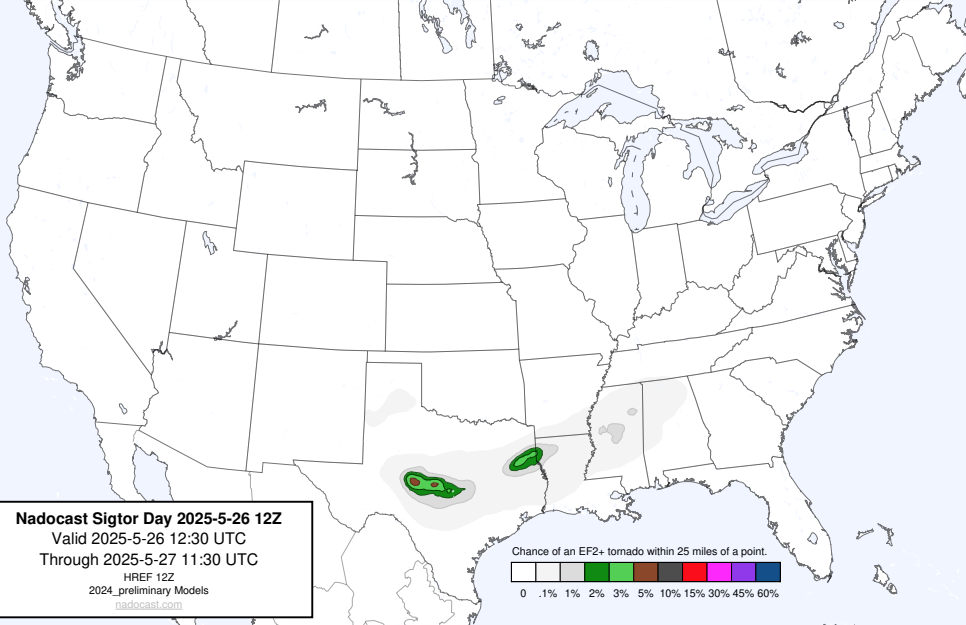 Nadocast Sigtor Day 2025-5-26 12Z
Valid 2025-5-26 12:30 UTC
Through 2025-5-27 11:30 UTC
HREF 12Z
2024_preliminary Models
nadocast.com
Chance of an EF2+ tornado within 25 miles of a point.
0 .1% 1% 2% 3% 5% 10% 15% 30% 45% 60%